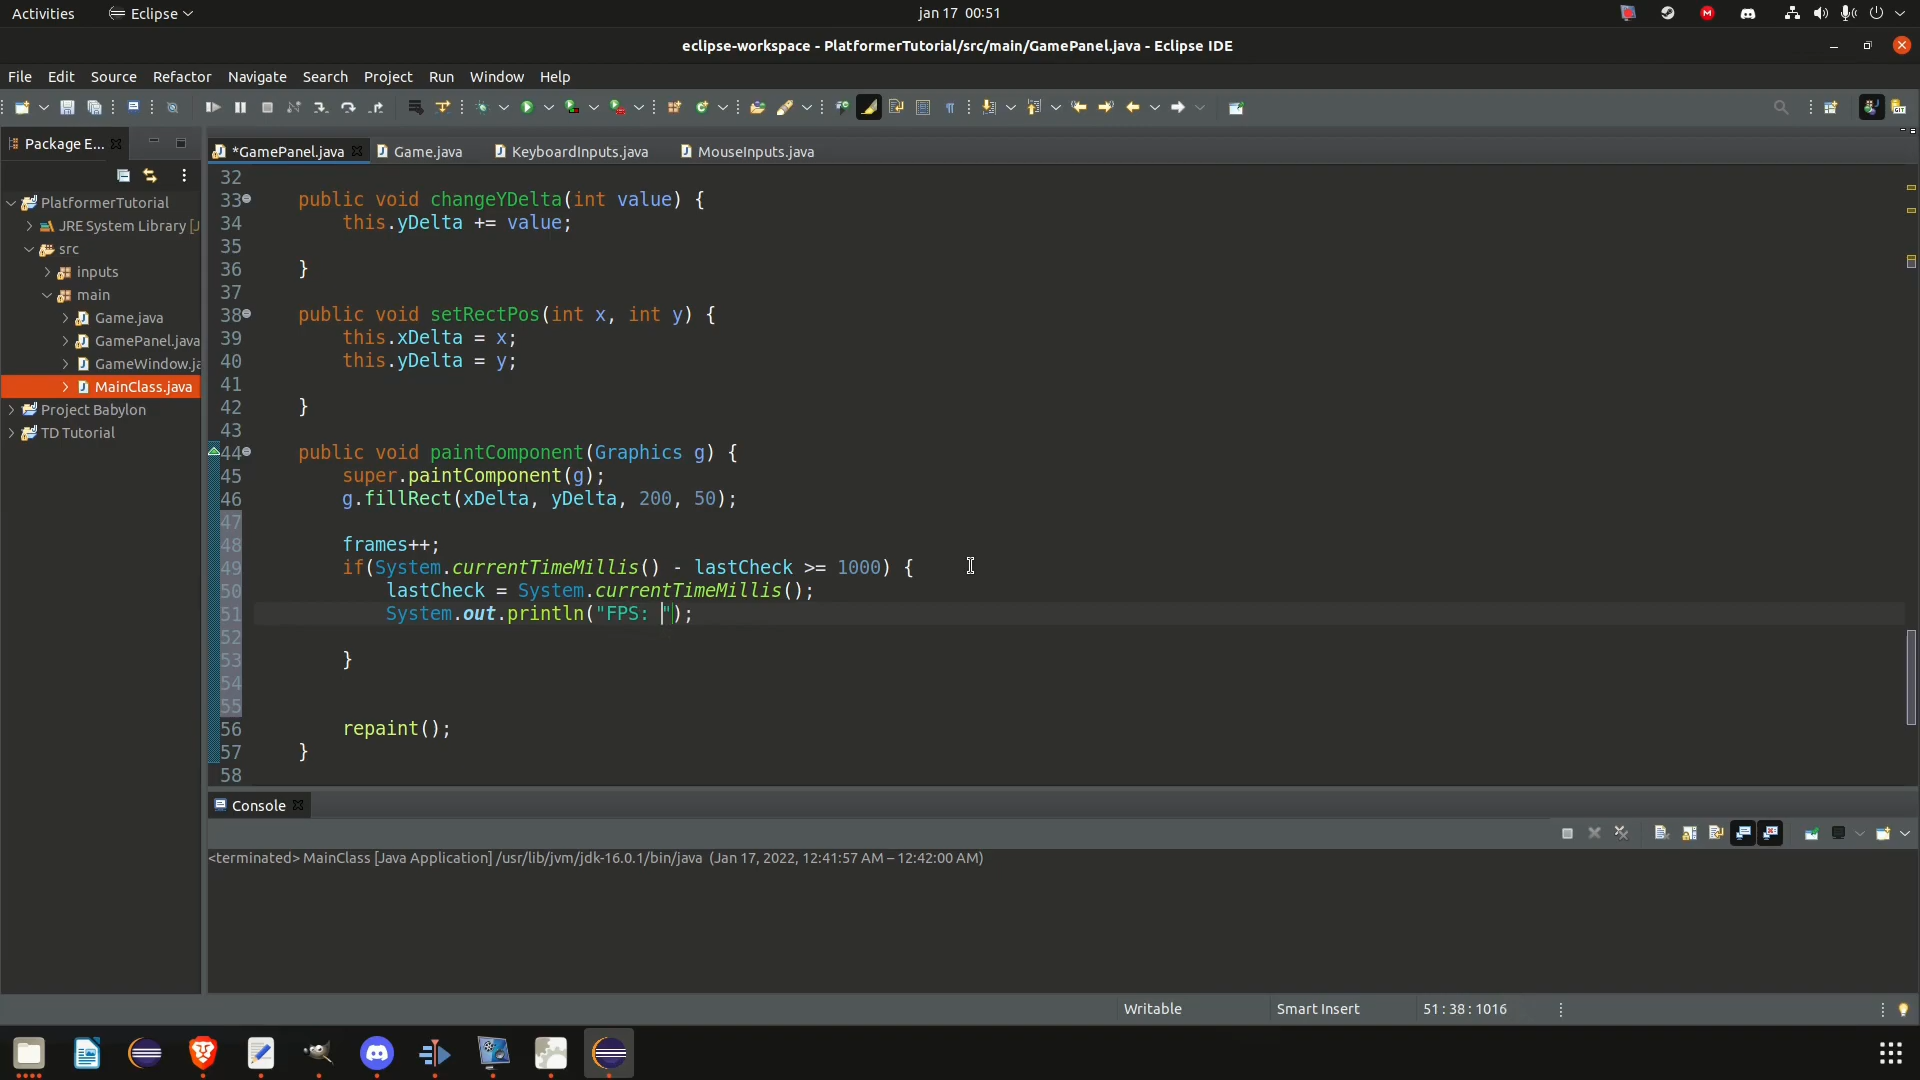 Activities
Eclipse
jan 17 00:51
eclipse-workspace - PlatformerTutorial/src/main/GamePanel.java - Eclipse IDE
File Edit Source Refactor Navigate Search Project Run Window Help
Package E...
*GamePanel.java
Game.java
KeyboardInputs.java
MouseInputs.java
PlatformerTutorial
JRE System Library [J
src
inputs
main
Game.java
GamePanel.java
GameWindow.ja
MainClass.java
Project Babylon
TD Tutorial
32
33 public void changeYDelta(int value) {
34 this.yDelta += value;
35
36 }
37
38 public void setRectPos(int x, int y) {
39 this.xDelta = x;
40 this.yDelta = y;
41
42 }
43
44 public void paintComponent(Graphics g) {
45 super.paintComponent(g);
46 g.fillRect(xDelta, yDelta, 200, 50);
47
48 frames++;
49 if(System.currentTimeMillis() - lastCheck >= 1000) {
50 lastCheck = System.currentTimeMillis();
51 System.out.println("FPS: ");
52
53 }
54
55
56 repaint();
57 }
58
Console
<terminated> MainClass [Java Application] /usr/lib/jvm/jdk-16.0.1/bin/java (Jan 17, 2022, 12:41:57 AM – 12:42:00 AM)
Writable
Smart Insert
51 : 38 : 1016